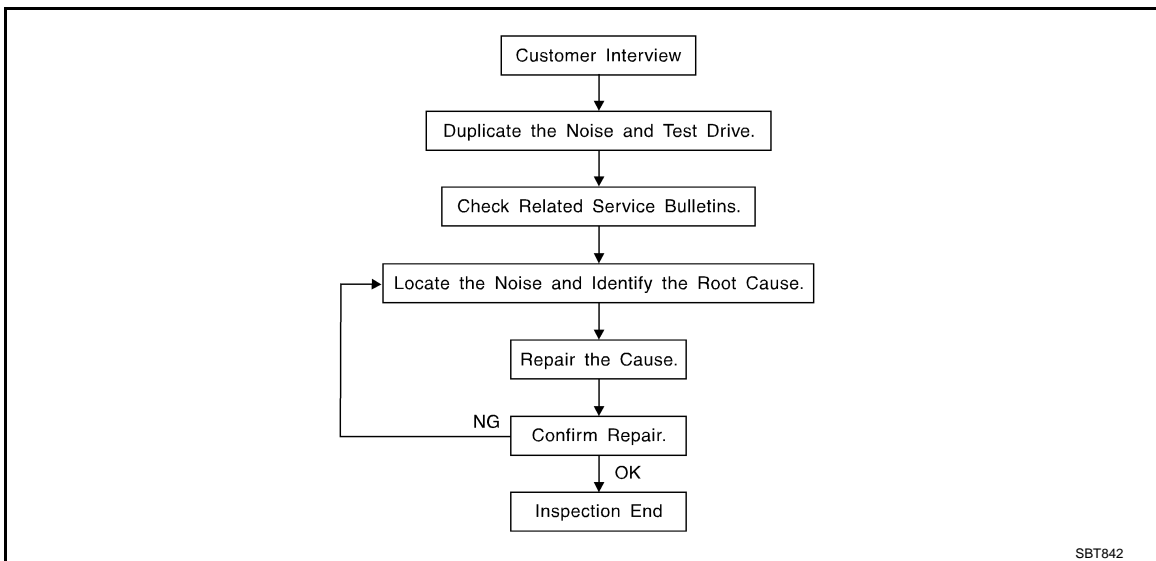 Customer Interview
Duplicate the Noise and Test Drive.
Check Related Service Bulletins.
Locate the Noise and Identify the Root Cause.
Repair the Cause.
NG
Confirm Repair.
OK
Inspection End
SBT842